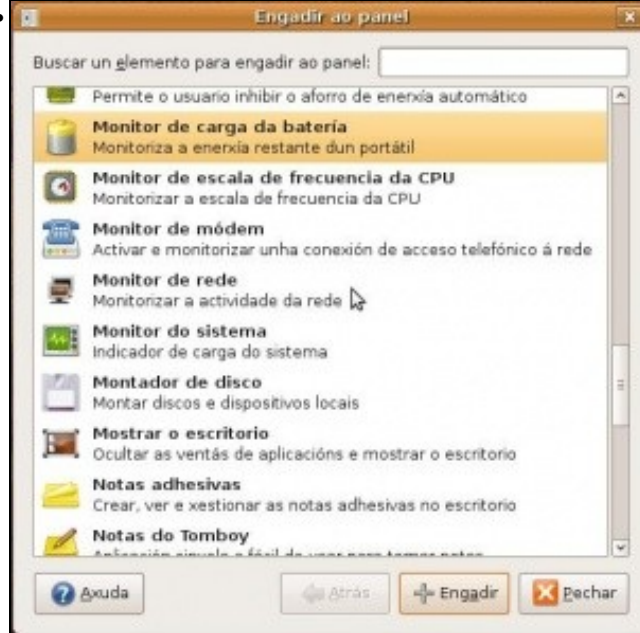 Engadir ao panel
Buscar un elemento para engadir ao panel:
Permite o usuario inhibir o aforro de enerxía automático
Monitor de carga da batería
Monitoriza a enerxía restante dun portátil
Monitor de escala de frecuencia da CPU
Monitorizar a escala de frecuencia da CPU
Monitor de módem
Activar e monitorizar unha conexión de acceso telefónico á rede
Monitor de rede
Monitorizar a actividade da rede
Monitor do sistema
Indicador de carga do sistema
Montador de disco
Montar discos e dispositivos locais
Mostrar o escritorio
Ocultar as ventás de aplicacións e mostrar o escritorio
Notas adhesivas
Crear, ver e xestionar as notas adhesivas no escritorio
Notas do Tomboy
Axuda Atrás Engadir Pechar